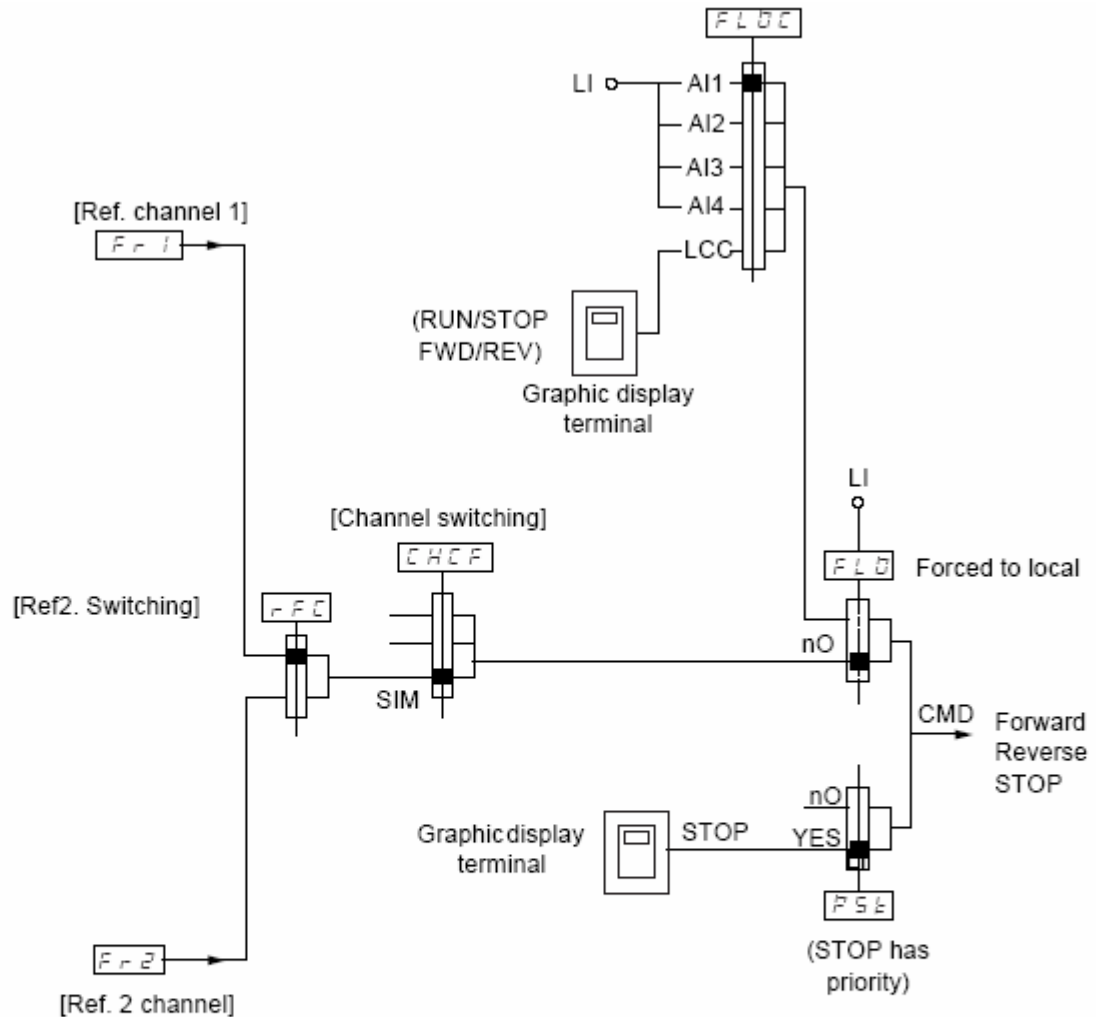 FLOC
LI
AI1
AI2
AI3
AI4
LCC
[Ref. channel 1]
Fr1
(RUN/STOP
FWD/REV)
Graphic display
terminal
LI
[Channel switching]
CHCF
FLO
Forced to local
[Ref2. Switching]
rFC
nO
SIM
CMD
Forward
Reverse
STOP
nO
Graphic display
terminal
STOP
YES
PSt
(STOP has
priority)
Fr2
[Ref. 2 channel]